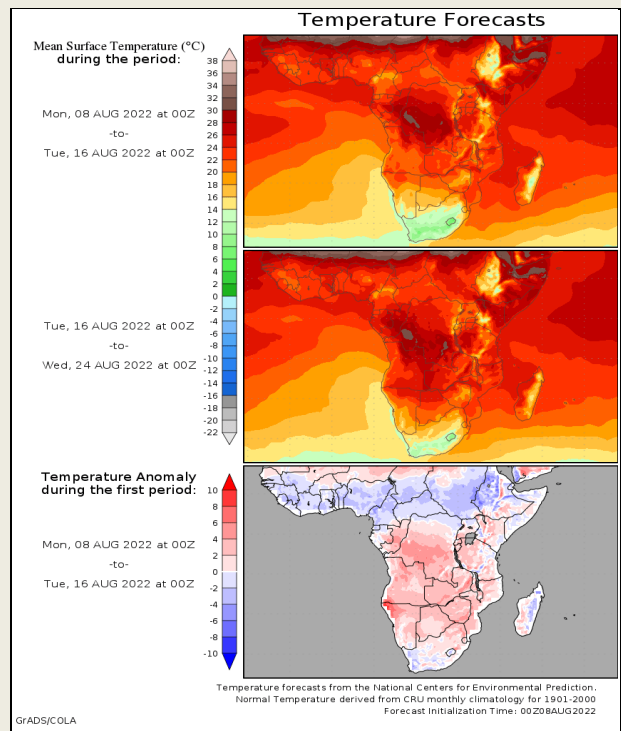 Temperature Forecasts
Mean Surface Temperature (°C)
during the period:
Mon, 08 AUG 2022 at 00Z
-to-
Tue, 16 AUG 2022 at 00Z
38
36
34
32
30
28
26
24
22
20
18
16
14
12
10
8
6
4
2
0
-2
-4
-6
-8
-10
-12
-14
-16
-18
-20
-22
Tue, 16 AUG 2022 at 00Z
-to-
Wed, 24 AUG 2022 at 00Z
Temperature Anomaly
during the first period:
Mon, 08 AUG 2022 at 00Z
-to-
Tue, 16 AUG 2022 at 00Z
10
8
6
4
2
0
-2
-4
-6
-8
-10
Temperature forecasts from the National Centers for Environmental Prediction.
Normal Temperature derived from CRU monthly climatology for 1901-2000
Forecast Initialization Time: 00Z08AUG2022
GrADS/COLA